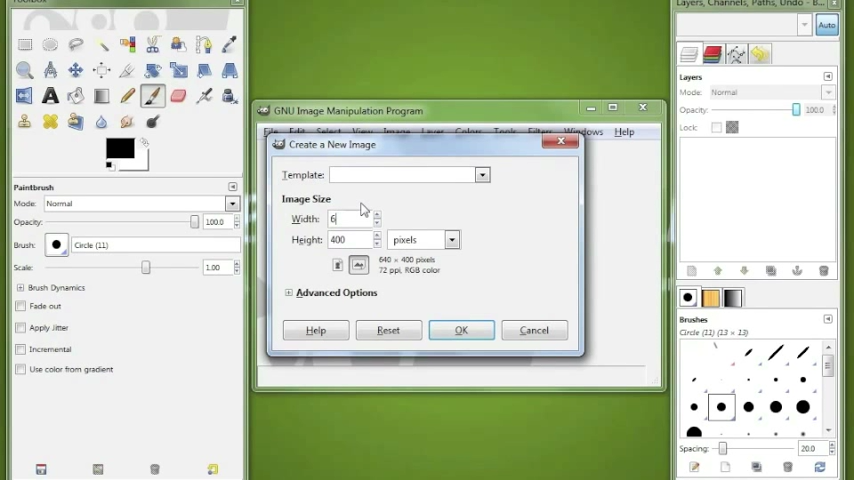 Toolbox
Layers, Channels, Paths, Undo - B...
Auto
Layers
Mode: Normal
Opacity: 100.0
Lock:
GNU Image Manipulation Program
File Edit Select View Image Layer Colors Tools Filters Windows Help
Create a New Image
Template:
Image Size
Width: 6
Height: 400 pixels
640 × 400 pixels
72 ppi, RGB color
Advanced Options
Help Reset OK Cancel
Paintbrush
Mode: Normal
Opacity: 100.0
Brush: Circle (11)
Scale: 1.00
Brush Dynamics
Fade out
Apply Jitter
Incremental
Use color from gradient
Brushes
Circle (11) (13 × 13)
Spacing: 20.0